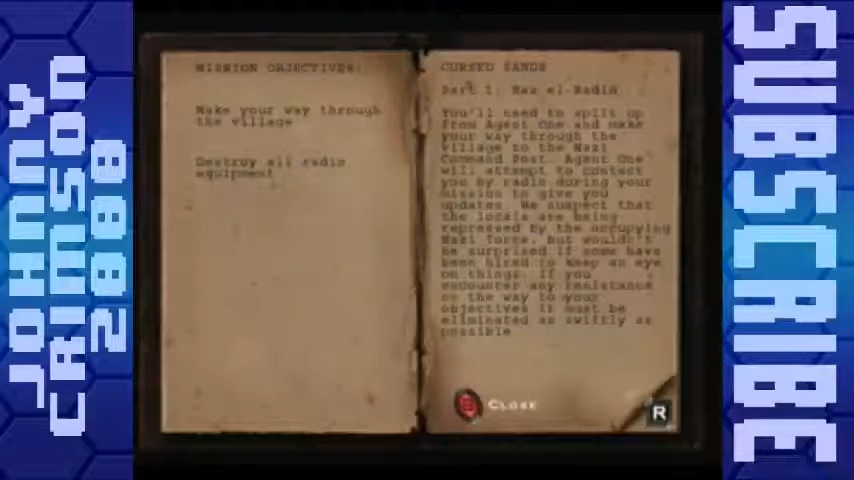 JOHNNY
CRIMSON
2888
MISSION OBJECTIVES:
Make your way through
the village
Destroy all radio
equipment
CURSED SANDS
Part 1: Ras el-Hadid
You'll need to split up
from Agent One and make
your way through the
village to the Nazi
Command Post. Agent One
will attempt to contact
you by radio during your
mission to give you
updates. We suspect that
the locals are being
repressed by the occupying
Nazi force, but wouldn't
be surprised if some have
been hired to keep an eye
on things. If you
encounter any resistance
on the way to your
objectives it must be
eliminated as swiftly as
possible
B CLOSE
R
SUBSCRIBE